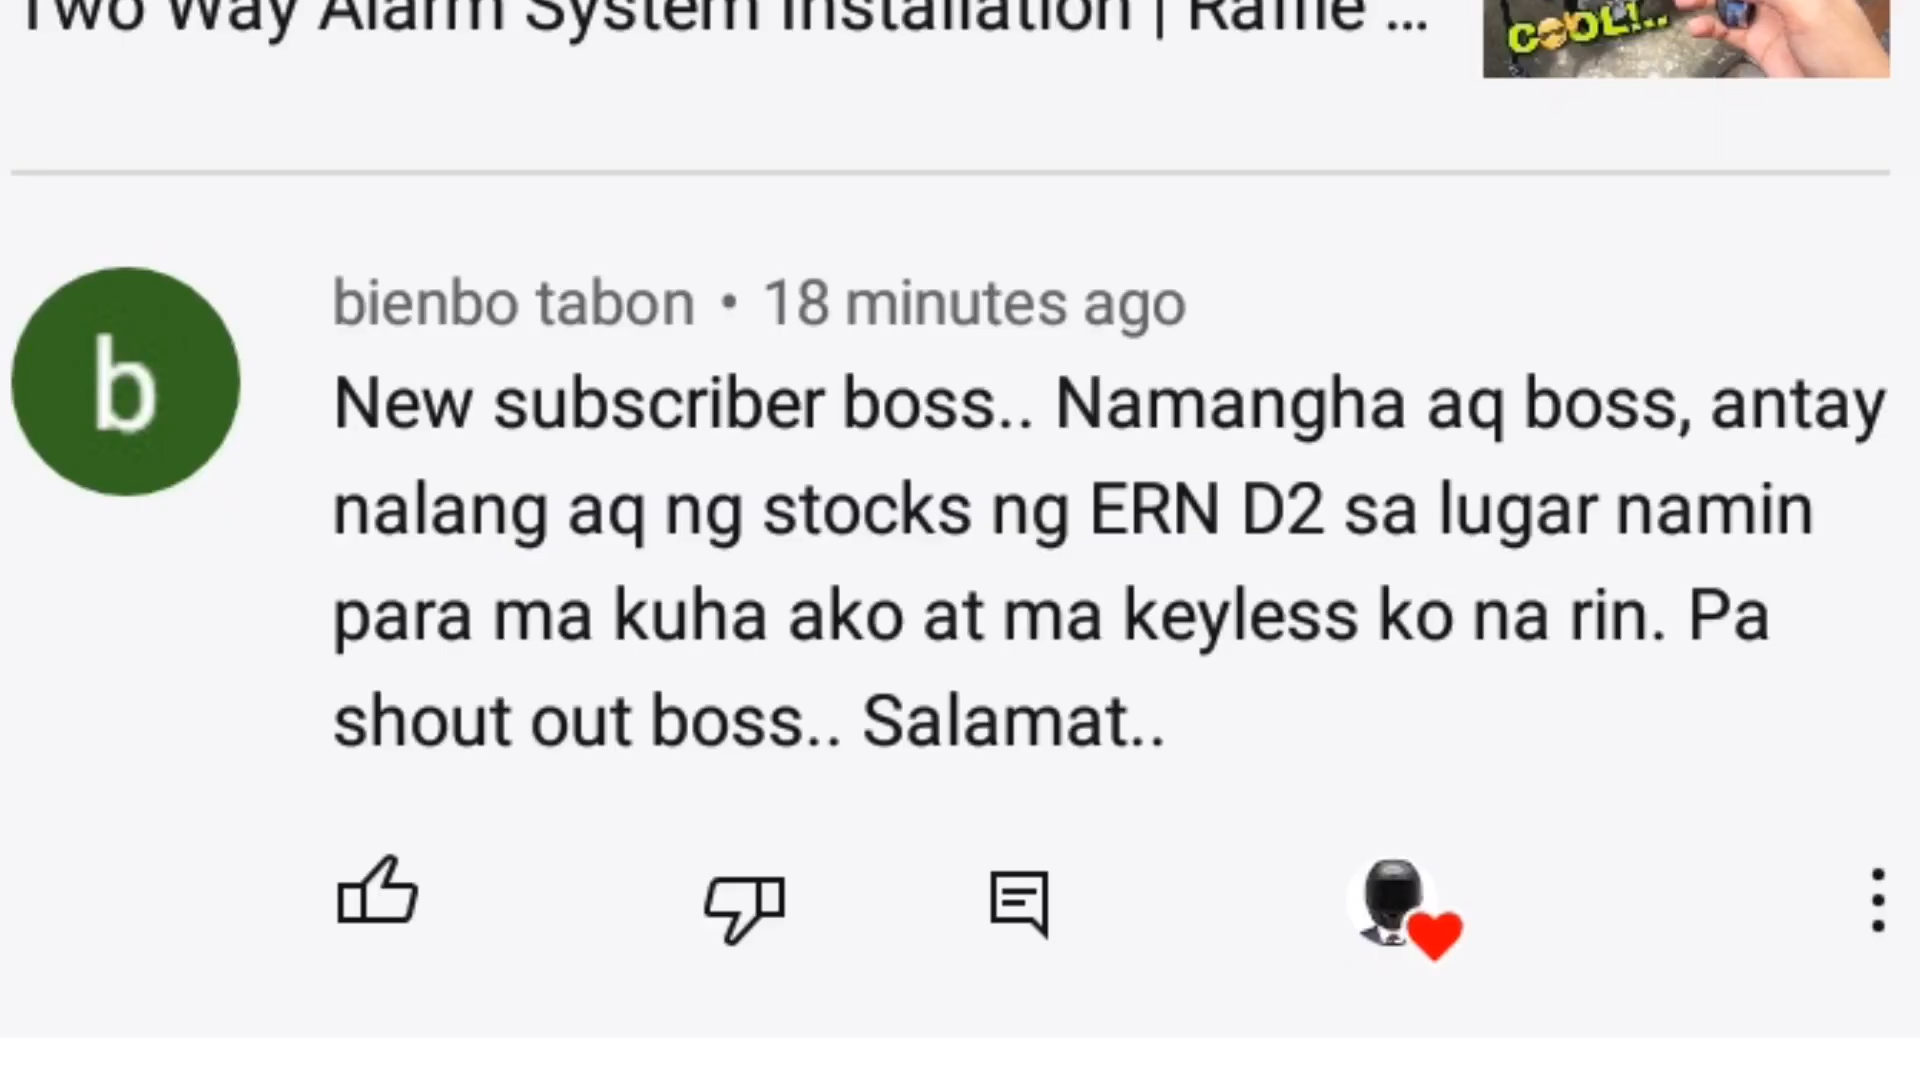 Two Way Alarm System Installation | Raffle ...
COOL!..
bienbo tabon • 18 minutes ago
b
New subscriber boss.. Namangha aq boss, antay
nalang aq ng stocks ng ERN D2 sa lugar namin
para ma kuha ako at ma keyless ko na rin. Pa
shout out boss.. Salamat..